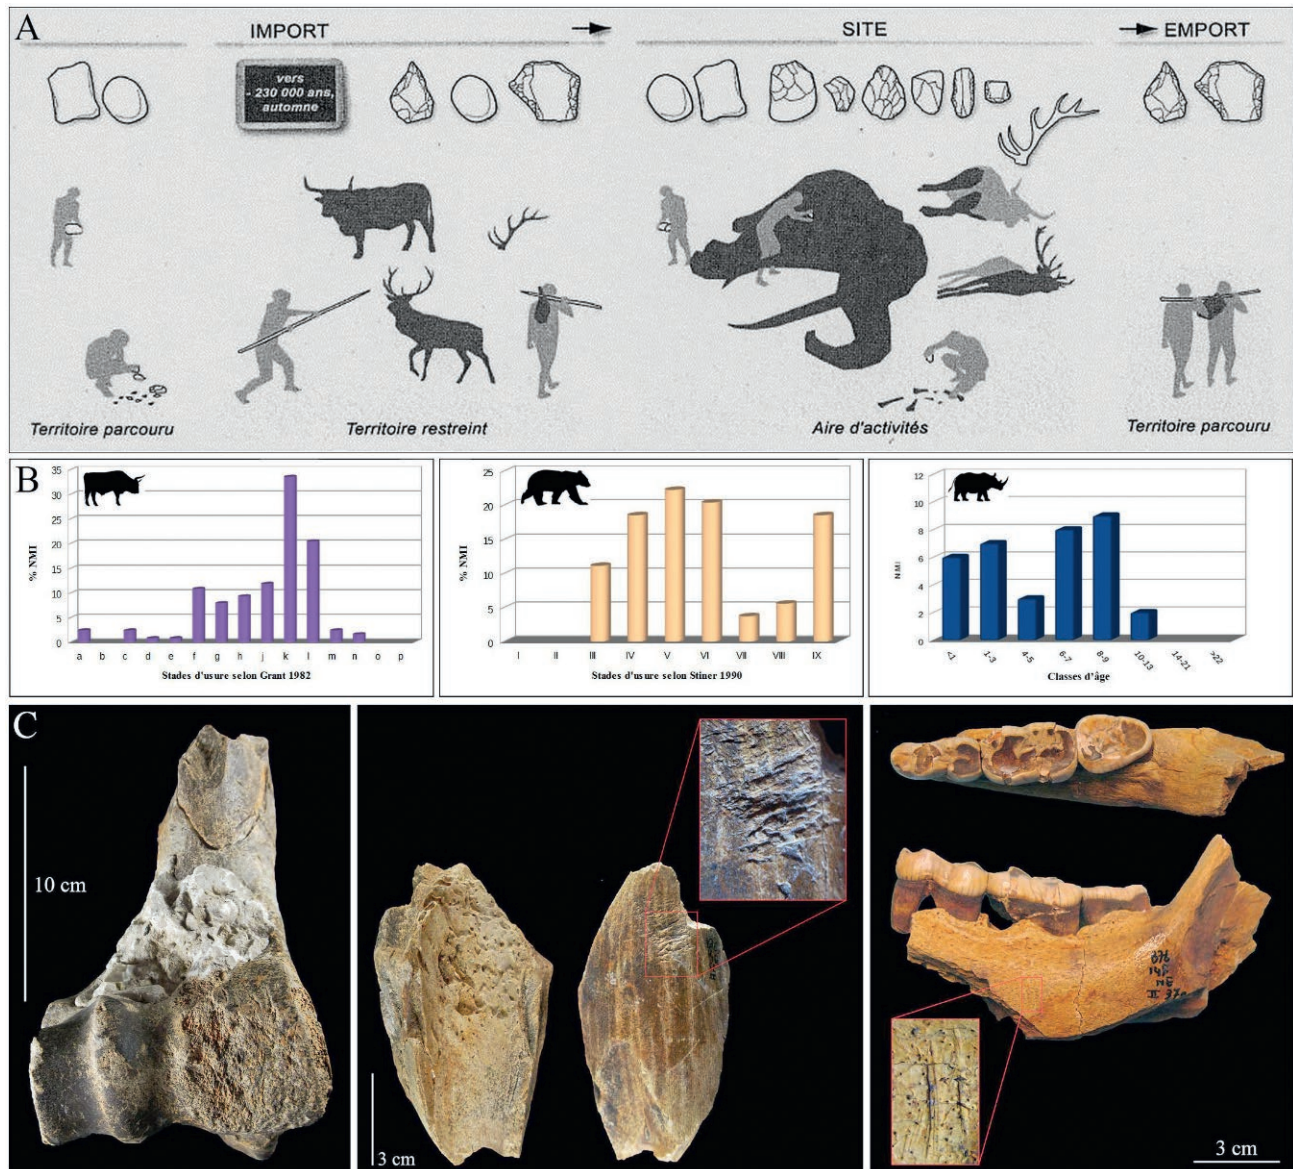 A
IMPORT
SITE
EMPORT
vers
- 230 000 ans,
automne
Territoire parcouru
Territoire restreint
Aire d'activités
Territoire parcouru
B
% NMI
35
30
25
20
15
10
5
0
a b c d e f g h j k l m n o p
Stades d'usure selon Grant 1982
% NMI
25
20
15
10
5
0
I II III IV V VI VII VIII IX
Stades d'usure selon Stiner 1990
NMI
12
10
8
6
4
2
0
<1 1-3 4-5 6-7 8-9 10-13 14-21 >22
Classes d'âge
C
10 cm
3 cm
3 cm